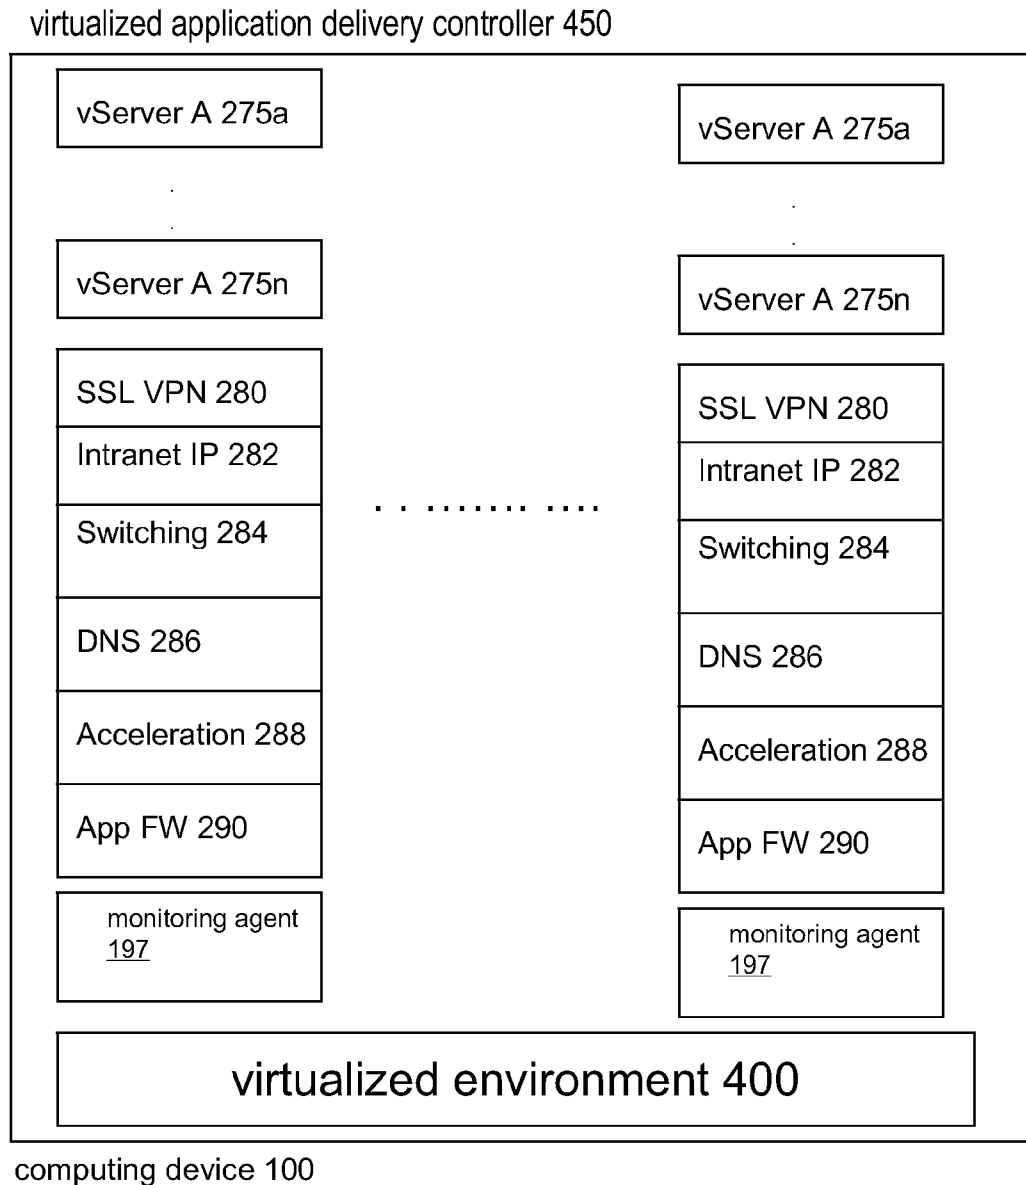 virtualized application delivery controller 450
vServer A 275a
vServer A 275n
SSL VPN 280
Intranet IP 282
Switching 284
DNS 286
Acceleration 288
App FW 290
monitoring agent
197
vServer A 275a
vServer A 275n
SSL VPN 280
Intranet IP 282
Switching 284
DNS 286
Acceleration 288
App FW 290
monitoring agent
197
virtualized environment 400
computing device 100